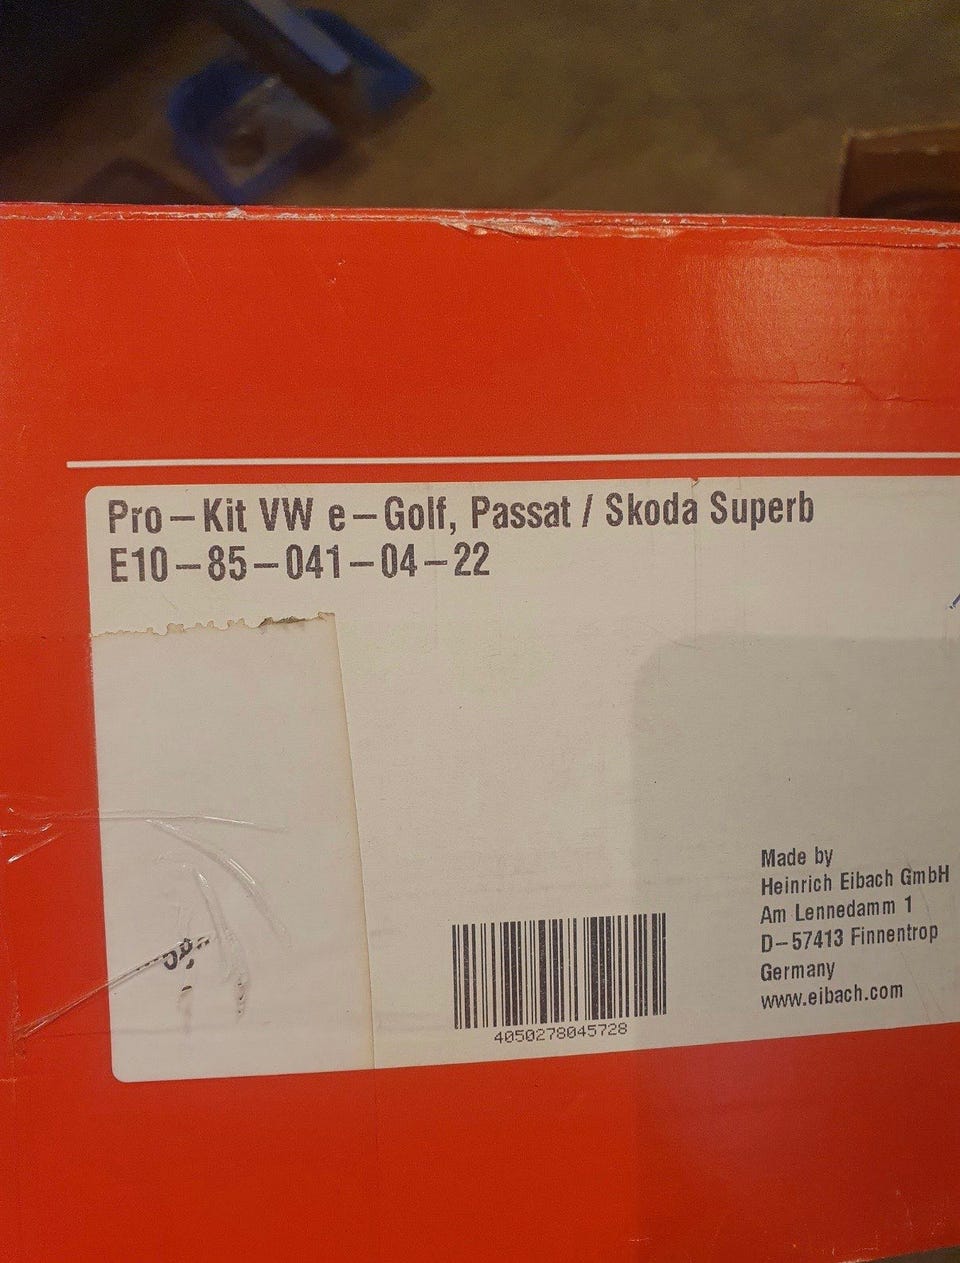 Pro-Kit VW e-Golf, Passat / Skoda Superb
E10-85-041-04-22
Made by
Heinrich Eibach GmbH
Am Lennedamm 1
D-57413 Finnentrop
Germany
www.eibach.com
4050278045728